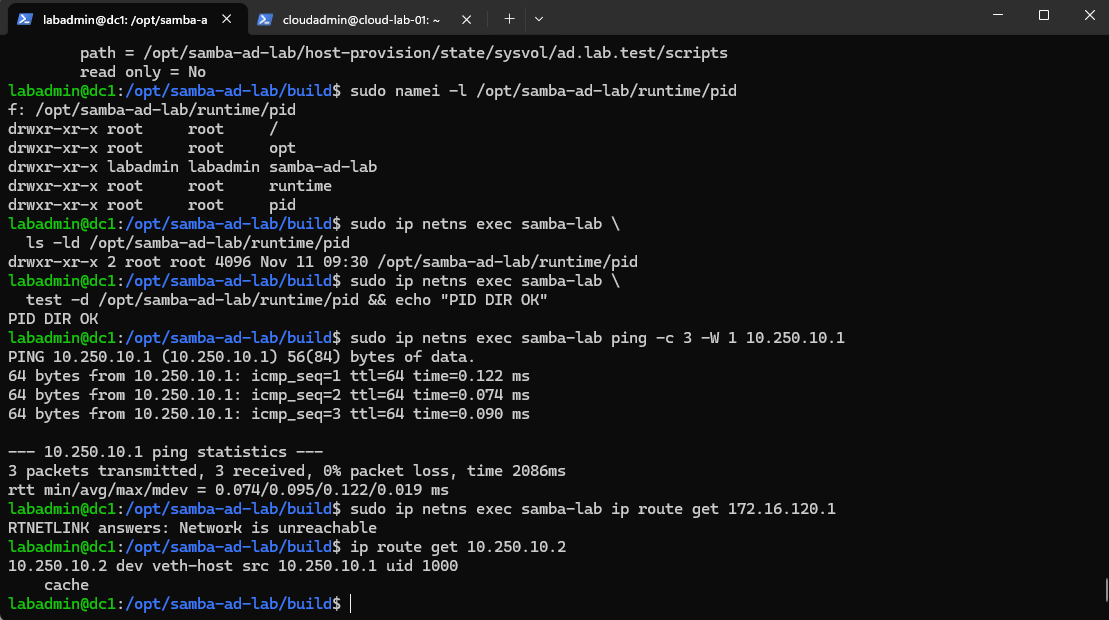 labadmin@dc1: /opt/samba-a
cloudadmin@cloud-lab-01: ~
        path = /opt/samba-ad-lab/host-provision/state/sysvol/ad.lab.test/scripts
        read only = No
labadmin@dc1:/opt/samba-ad-lab/build$ sudo namei -l /opt/samba-ad-lab/runtime/pid
f: /opt/samba-ad-lab/runtime/pid
drwxr-xr-x root     root     /
drwxr-xr-x root     root     opt
drwxr-xr-x labadmin labadmin samba-ad-lab
drwxr-xr-x root     root     runtime
drwxr-xr-x root     root     pid
labadmin@dc1:/opt/samba-ad-lab/build$ sudo ip netns exec samba-lab \
  ls -ld /opt/samba-ad-lab/runtime/pid
drwxr-xr-x 2 root root 4096 Nov 11 09:30 /opt/samba-ad-lab/runtime/pid
labadmin@dc1:/opt/samba-ad-lab/build$ sudo ip netns exec samba-lab \
  test -d /opt/samba-ad-lab/runtime/pid && echo "PID DIR OK"
PID DIR OK
labadmin@dc1:/opt/samba-ad-lab/build$ sudo ip netns exec samba-lab ping -c 3 -W 1 10.250.10.1
PING 10.250.10.1 (10.250.10.1) 56(84) bytes of data.
64 bytes from 10.250.10.1: icmp_seq=1 ttl=64 time=0.122 ms
64 bytes from 10.250.10.1: icmp_seq=2 ttl=64 time=0.074 ms
64 bytes from 10.250.10.1: icmp_seq=3 ttl=64 time=0.090 ms

--- 10.250.10.1 ping statistics ---
3 packets transmitted, 3 received, 0% packet loss, time 2086ms
rtt min/avg/max/mdev = 0.074/0.095/0.122/0.019 ms
labadmin@dc1:/opt/samba-ad-lab/build$ sudo ip netns exec samba-lab ip route get 172.16.120.1
RTNETLINK answers: Network is unreachable
labadmin@dc1:/opt/samba-ad-lab/build$ ip route get 10.250.10.2
10.250.10.2 dev veth-host src 10.250.10.1 uid 1000
    cache
labadmin@dc1:/opt/samba-ad-lab/build$